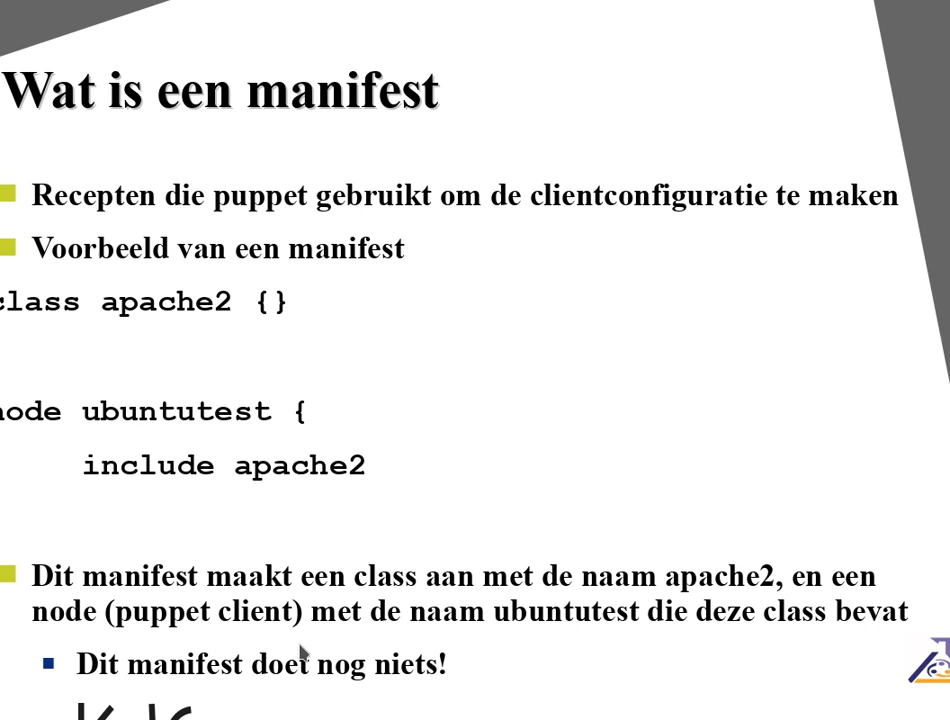 Wat is een manifest
Recepten die puppet gebruikt om de clientconfiguratie te maken
Voorbeeld van een manifest
class apache2 {}
node ubuntutest {
include apache2
Dit manifest maakt een class aan met de naam apache2, en een
node (puppet client) met de naam ubuntutest die deze class bevat
Dit manifest doet nog niets!